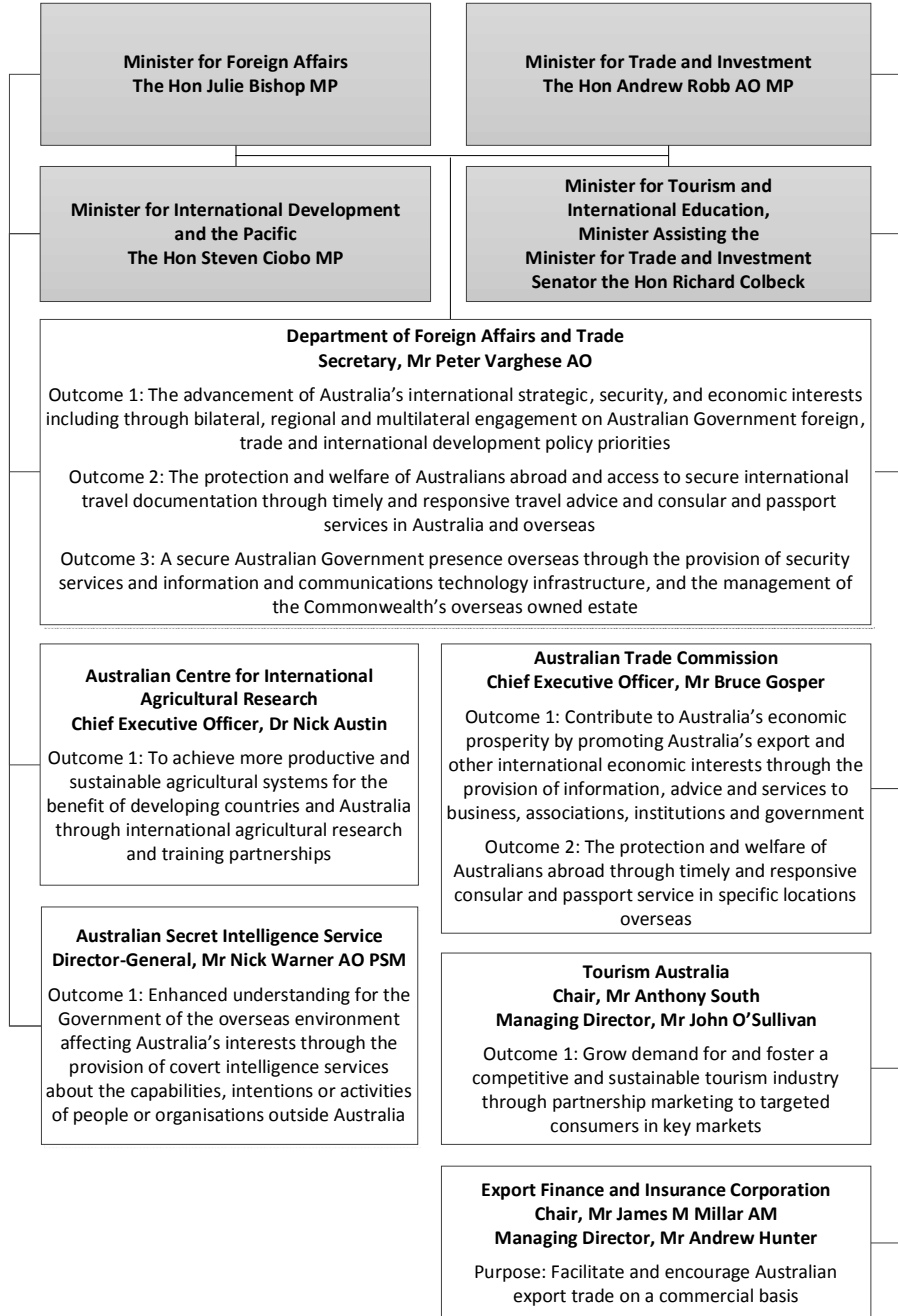 Minister for Foreign Affairs
The Hon Julie Bishop MP
Minister for Trade and Investment
The Hon Andrew Robb AO MP
Minister for International Development
and the Pacific
The Hon Steven Ciobo MP
Minister for Tourism and
International Education,
Minister Assisting the
Minister for Trade and Investment
Senator the Hon Richard Colbeck
Department of Foreign Affairs and Trade
Secretary, Mr Peter Varghese AO
Outcome 1: The advancement of Australia’s international strategic, security, and economic interests
including through bilateral, regional and multilateral engagement on Australian Government foreign,
trade and international development policy priorities
Outcome 2: The protection and welfare of Australians abroad and access to secure international
travel documentation through timely and responsive travel advice and consular and passport
services in Australia and overseas
Outcome 3: A secure Australian Government presence overseas through the provision of security
services and information and communications technology infrastructure, and the management of
the Commonwealth’s overseas owned estate
Australian Centre for International
Agricultural Research
Chief Executive Officer, Dr Nick Austin
Outcome 1: To achieve more productive and
sustainable agricultural systems for the
benefit of developing countries and Australia
through international agricultural research
and training partnerships
Australian Trade Commission
Chief Executive Officer, Mr Bruce Gosper
Outcome 1: Contribute to Australia’s economic
prosperity by promoting Australia’s export and
other international economic interests through the
provision of information, advice and services to
business, associations, institutions and government
Outcome 2: The protection and welfare of
Australians abroad through timely and responsive
consular and passport service in specific locations
overseas
Australian Secret Intelligence Service
Director-General, Mr Nick Warner AO PSM
Outcome 1: Enhanced understanding for the
Government of the overseas environment
affecting Australia’s interests through the
provision of covert intelligence services
about the capabilities, intentions or activities
of people or organisations outside Australia
Tourism Australia
Chair, Mr Anthony South
Managing Director, Mr John O’Sullivan
Outcome 1: Grow demand for and foster a
competitive and sustainable tourism industry
through partnership marketing to targeted
consumers in key markets
Export Finance and Insurance Corporation
Chair, Mr James M Millar AM
Managing Director, Mr Andrew Hunter
Purpose: Facilitate and encourage Australian
export trade on a commercial basis